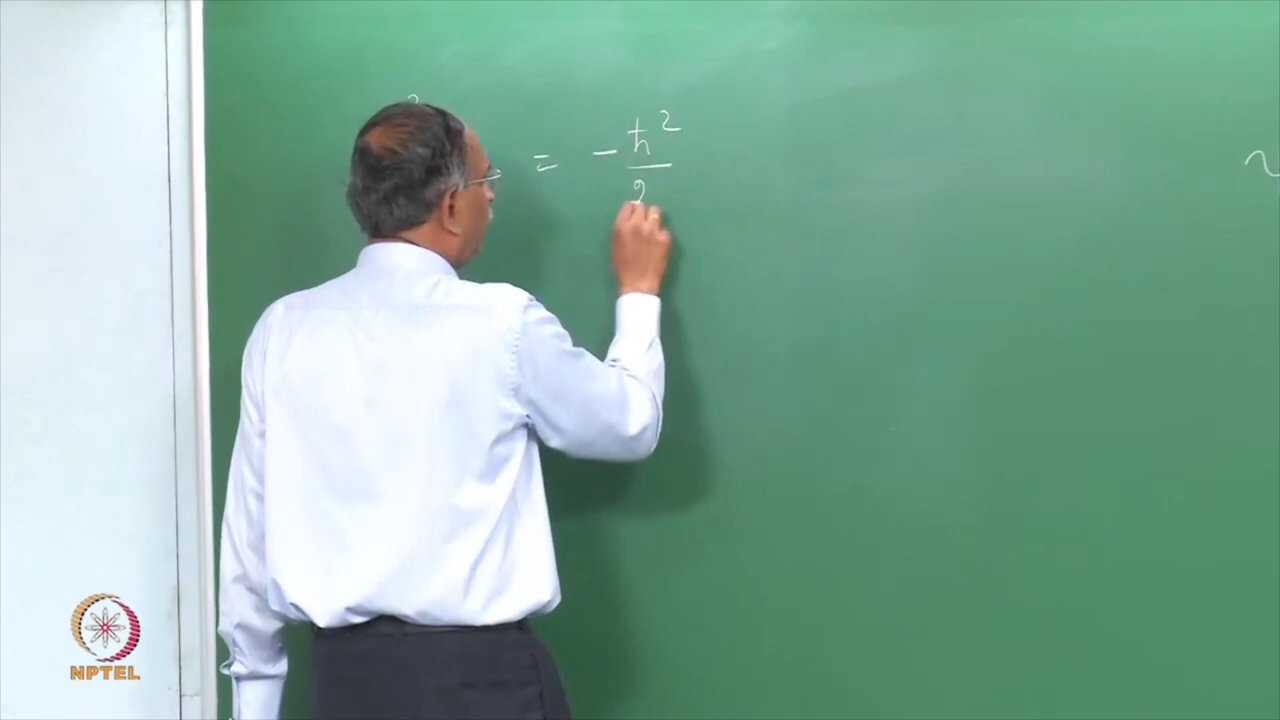 = - ħ²
2
NPTEL